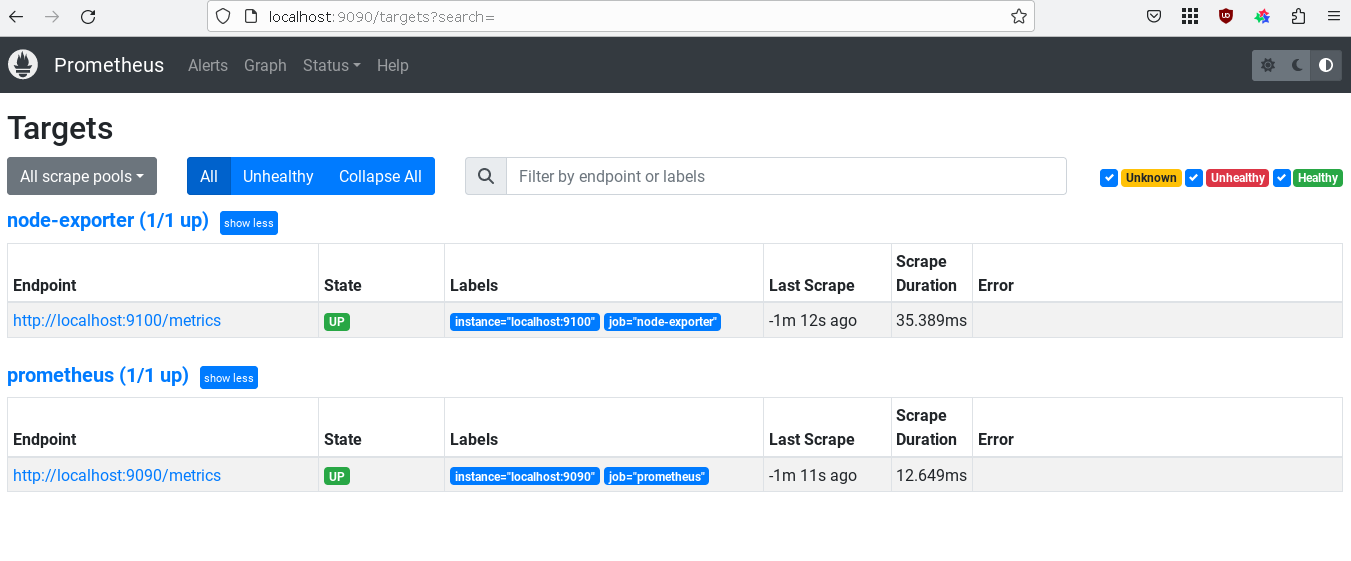 localhost:9090/targets?search=
Prometheus Alerts Graph Status Help
Targets
All scrape pools All Unhealthy Collapse All Filter by endpoint or labels Unknown Unhealthy Healthy
node-exporter (1/1 up) show less
Endpoint State Labels Last Scrape Scrape Duration Error
http://localhost:9100/metrics UP instance="localhost:9100" job="node-exporter" -1m 12s ago 35.389ms
prometheus (1/1 up) show less
Endpoint State Labels Last Scrape Scrape Duration Error
http://localhost:9090/metrics UP instance="localhost:9090" job="prometheus" -1m 11s ago 12.649ms